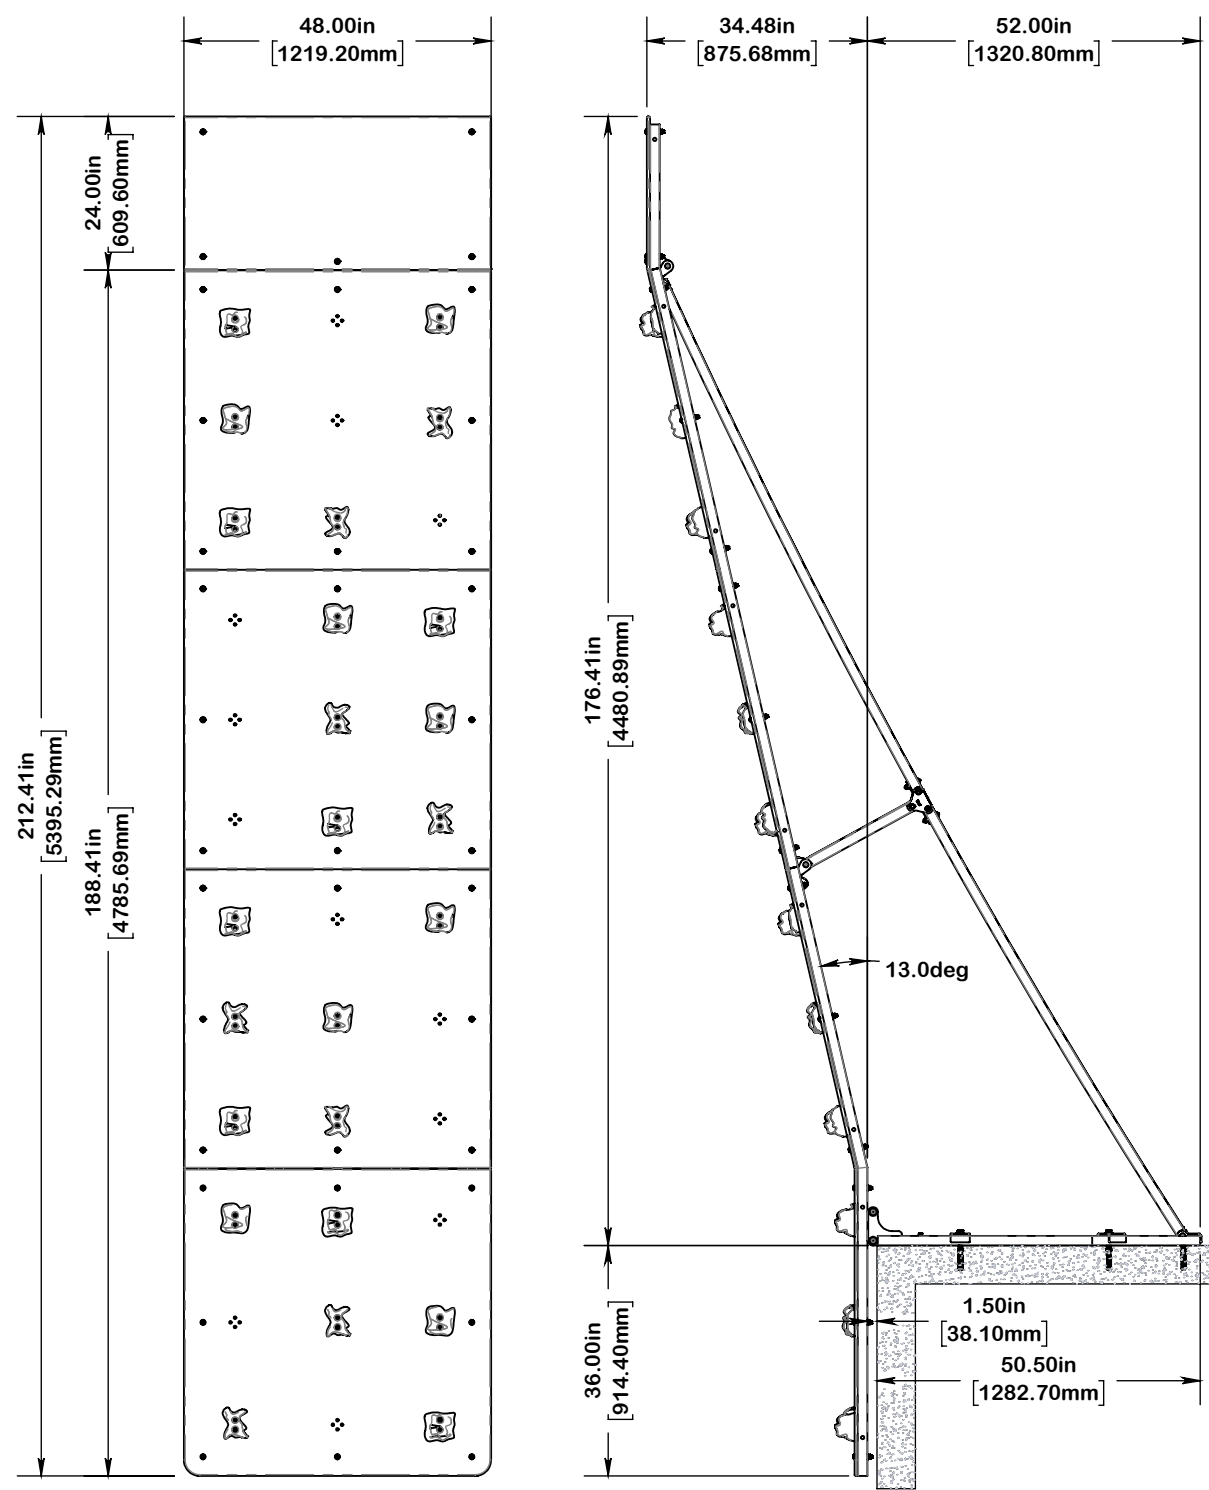 48.00in
[1219.20mm]
34.48in
[875.68mm]
52.00in
[1320.80mm]
24.00in
[609.60mm]
176.41in
[4480.89mm]
212.41in
[5395.29mm]
188.41in
[4785.69mm]
13.0deg
1.50in
[38.10mm]
36.00in
[914.40mm]
50.50in
[1282.70mm]